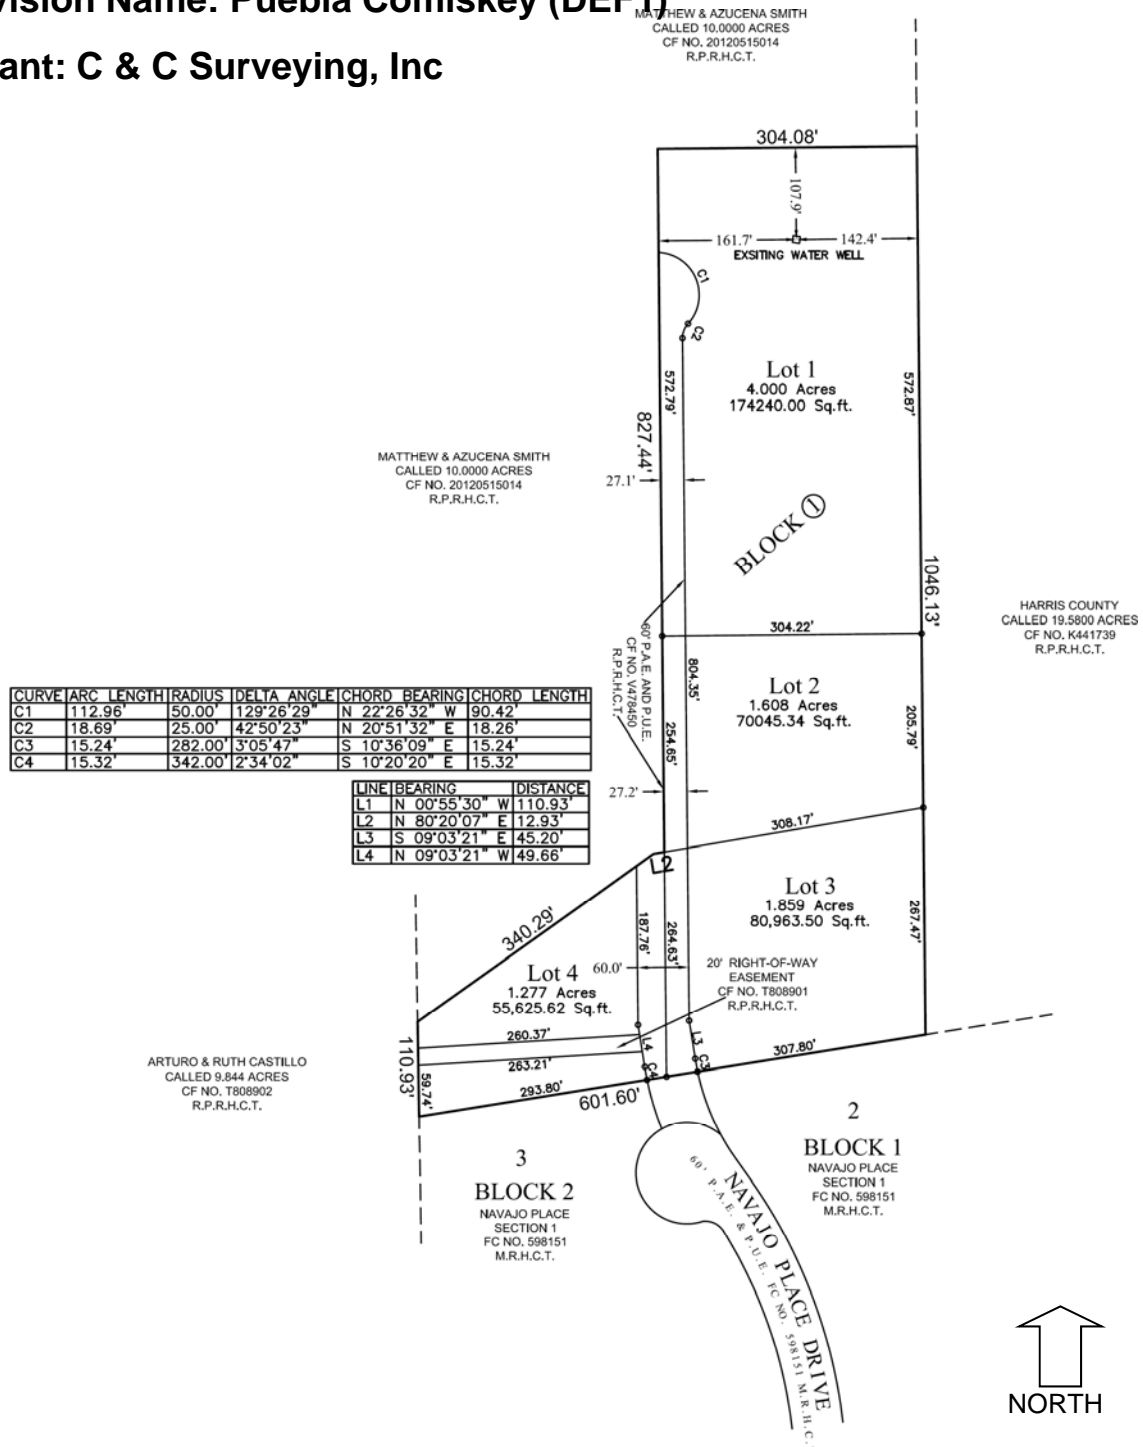 vision Name: Puebla Comiskey (DEF1)
ant: C & C Surveying, Inc
MATTHEW & AZUCENA SMITH
CALLED 10.0000 ACRES
CF NO. 20120515014
R.P.R.H.C.T.
304.08'
107.9'
161.7'
142.4'
EXSITING WATER WELL
C1
C2
Lot 1
4.000 Acres
174240.00 Sq.ft.
572.79'
572.87'
827.44'
MATTHEW & AZUCENA SMITH
CALLED 10.0000 ACRES
CF NO. 20120515014
R.P.R.H.C.T.
27.1'
BLOCK 1
1046.13'
HARRIS COUNTY
CALLED 19.5800 ACRES
CF NO. K441739
R.P.R.H.C.T.
304.22'
60' P.A.E. AND P.U.E.
CF NO. V478450
R.P.R.H.C.T.
804.35'
Lot 2
1.608 Acres
70045.34 Sq.ft.
205.79'
254.65'
CURVE ARC LENGTH RADIUS DELTA ANGLE CHORD BEARING CHORD LENGTH
C1 112.96' 50.00' 129°26'29" N 22°26'32" W 90.42'
C2 18.69' 25.00' 42°50'23" N 20°51'32" E 18.26'
C3 15.24' 282.00' 3°05'47" S 10°36'09" E 15.24'
C4 15.32' 342.00' 2°34'02" S 10°20'20" E 15.32'
LINE BEARING DISTANCE
L1 N 00°55'30" W 110.93'
L2 N 80°20'07" E 12.93'
L3 S 09°03'21" E 45.20'
L4 N 09°03'21" W 49.66'
27.2'
308.17'
L2
Lot 3
1.859 Acres
80,963.50 Sq.ft.
267.47'
340.29'
187.76'
264.63'
60.0'
20' RIGHT-OF-WAY
EASEMENT
CF NO. T808901
R.P.R.H.C.T.
Lot 4
1.277 Acres
55,625.62 Sq.ft.
260.37'
263.21'
293.80'
L4
C4
L3
C3
307.80'
110.93'
59.74'
601.60'
ARTURO & RUTH CASTILLO
CALLED 9.844 ACRES
CF NO. T808902
R.P.R.H.C.T.
2
BLOCK 1
NAVAJO PLACE
SECTION 1
FC NO. 598151
M.R.H.C.T.
3
BLOCK 2
NAVAJO PLACE
SECTION 1
FC NO. 598151
M.R.H.C.T.
NAVAJO PLACE DRIVE
60' P.A.E. & P.U.E. FC NO. 598151 M.R.H.C.
NORTH